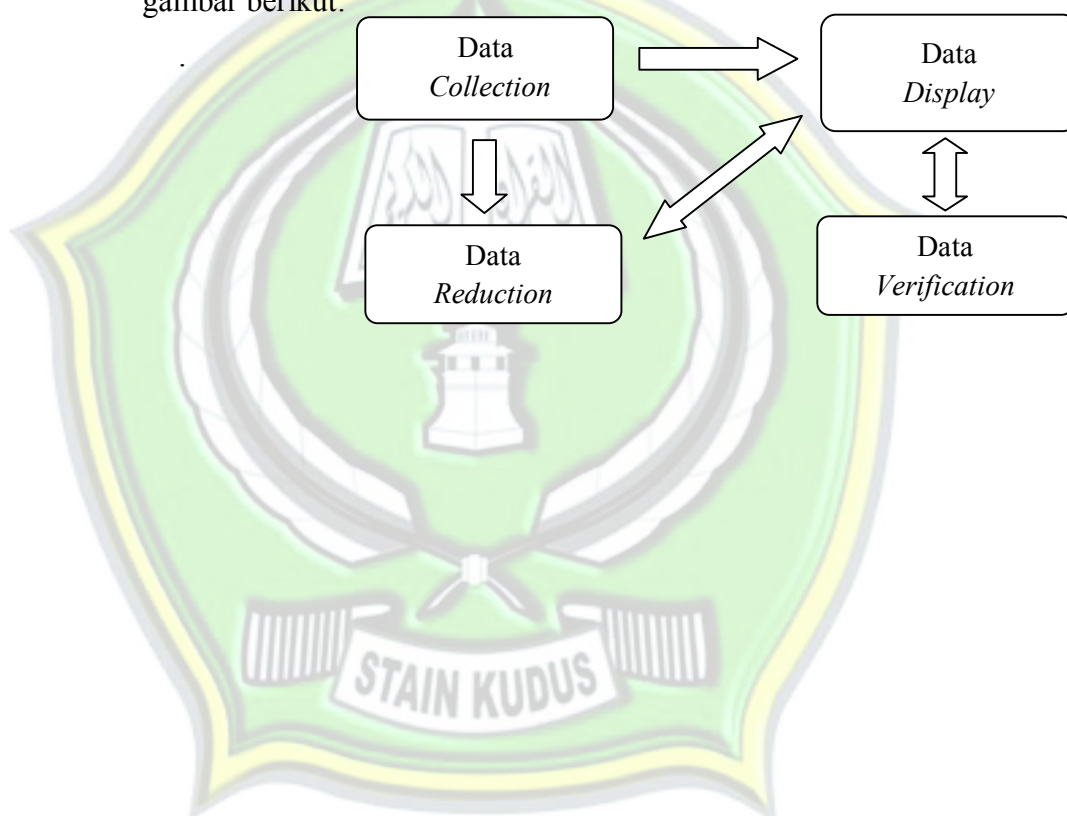 gambar berikut:
.
Data
Collection
Data
Display
Data
Reduction
Data
Verification
STAIN KUDUS